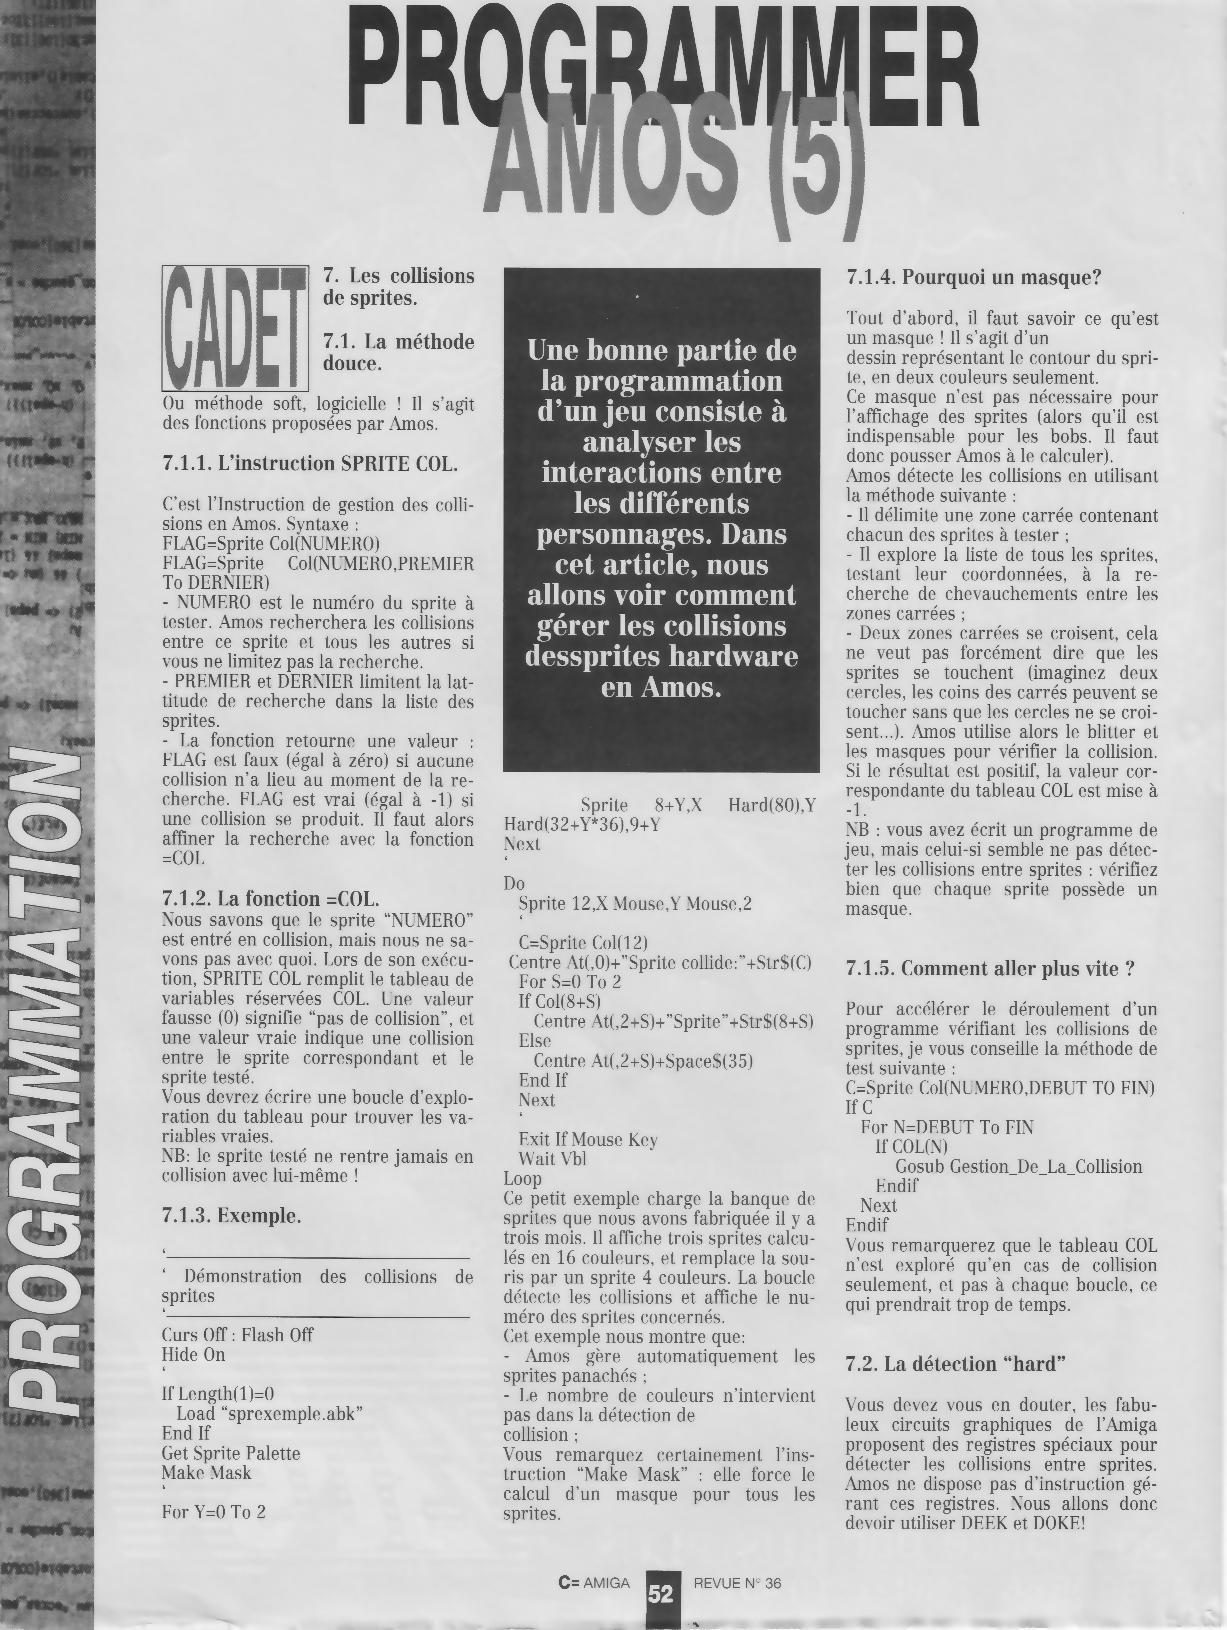 PROGRAMMER
AMOS (5)
PROGRAMMATION
CADET
7. Les collisions
de sprites.
7.1. La méthode
douce.
Ou méthode soft, logicielle ! Il s'agit
des fonctions proposées par Amos.
7.1.1. L'instruction SPRITE COL.
C'est l'Instruction de gestion des colli-
sions en Amos. Syntaxe :
FLAG=Sprite Col(NUMERO)
FLAG=Sprite Col(NUMERO,PREMIER
To DERNIER)
- NUMERO est le numéro du sprite à
tester. Amos recherchera les collisions
entre ce sprite et tous les autres si
vous ne limitez pas la recherche.
- PREMIER et DERNIER limitent la lat-
titude de recherche dans la liste des
sprites.
- La fonction retourne une valeur :
FLAG est faux (égal à zéro) si aucune
collision n'a lieu au moment de la re-
cherche. FLAG est vrai (égal à -1) si
une collision se produit. Il faut alors
affiner la recherche avec la fonction
=COL
7.1.2. La fonction =COL.
Nous savons que le sprite “NUMERO”
est entré en collision, mais nous ne sa-
vons pas avec quoi. Lors de son exécu-
tion, SPRITE COL remplit le tableau de
variables réservées COL. Une valeur
fausse (0) signifie “pas de collision”, et
une valeur vraie indique une collision
entre le sprite correspondant et le
sprite testé.
Vous devrez écrire une boucle d'explo-
ration du tableau pour trouver les va-
riables vraies.
NB: le sprite testé ne rentre jamais en
collision avec lui-même !
7.1.3. Exemple.
‘
‘ Démonstration des collisions de
sprites
‘
Curs Off : Flash Off
Hide On
‘
If Length(1)=0
Load “sprexemple.abk”
End If
Get Sprite Palette
Make Mask
‘
For Y=0 To 2
Une bonne partie de
la programmation
d'un jeu consiste à
analyser les
interactions entre
les différents
personnages. Dans
cet article, nous
allons voir comment
gérer les collisions
dessprites hardware
en Amos.
Sprite 8+Y,X Hard(80),Y
Hard(32+Y*36),9+Y
Next
‘
Do
Sprite 12,X Mouse,Y Mouse,2
‘
C=Sprite Col(12)
Centre At(,0)+”Sprite collide:”+Str$(C)
For S=0 To 2
If Col(8+S)
Centre At(,2+S)+”Sprite”+Str$(8+S)
Else
Centre At(,2+S)+Space$(35)
End If
Next
‘
Exit If Mouse Key
Wait Vbl
Loop
Ce petit exemple charge la banque de
sprites que nous avons fabriquée il y a
trois mois. Il affiche trois sprites calcu-
lés en 16 couleurs, et remplace la sou-
ris par un sprite 4 couleurs. La boucle
détecte les collisions et affiche le nu-
méro des sprites concernés.
Cet exemple nous montre que:
- Amos gère automatiquement les
sprites panachés ;
- Le nombre de couleurs n'intervient
pas dans la détection de
collision ;
Vous remarquez certainement l'ins-
truction “Make Mask” : elle force le
calcul d'un masque pour tous les
sprites.
7.1.4. Pourquoi un masque?
Tout d'abord, il faut savoir ce qu'est
un masque ! Il s'agit d'un
dessin représentant le contour du spri-
te, en deux couleurs seulement.
Ce masque n'est pas nécessaire pour
l'affichage des sprites (alors qu'il est
indispensable pour les bobs. Il faut
donc pousser Amos à le calculer).
Amos détecte les collisions en utilisant
la méthode suivante :
- Il délimite une zone carrée contenant
chacun des sprites à tester ;
- Il explore la liste de tous les sprites,
testant leur coordonnées, à la re-
cherche de chevauchements entre les
zones carrées ;
- Deux zones carrées se croisent, cela
ne veut pas forcément dire que les
sprites se touchent (imaginez deux
cercles, les coins des carrés peuvent se
toucher sans que les cercles ne se croi-
sent...). Amos utilise alors le blitter et
les masques pour vérifier la collision.
Si le résultat est positif, la valeur cor-
respondante du tableau COL est mise à
-1.
NB : vous avez écrit un programme de
jeu, mais celui-si semble ne pas détec-
ter les collisions entre sprites : vérifiez
bien que chaque sprite possède un
masque.
7.1.5. Comment aller plus vite ?
Pour accélérer le déroulement d'un
programme vérifiant les collisions de
sprites, je vous conseille la méthode de
test suivante :
C=Sprite Col(NUMERO,DEBUT TO FIN)
If C
For N=DEBUT To FIN
If COL(N)
Gosub Gestion_De_La_Collision
Endif
Next
Endif
Vous remarquerez que le tableau COL
n'est exploré qu'en cas de collision
seulement, et pas à chaque boucle, ce
qui prendrait trop de temps.
7.2. La détection “hard”
Vous devez vous en douter, les fabu-
leux circuits graphiques de l'Amiga
proposent des registres spéciaux pour
détecter les collisions entre sprites.
Amos ne dispose pas d'instruction gé-
rant ces registres. Nous allons donc
devoir utiliser DEEK et DOKE!
C= AMIGA 52 REVUE N° 36